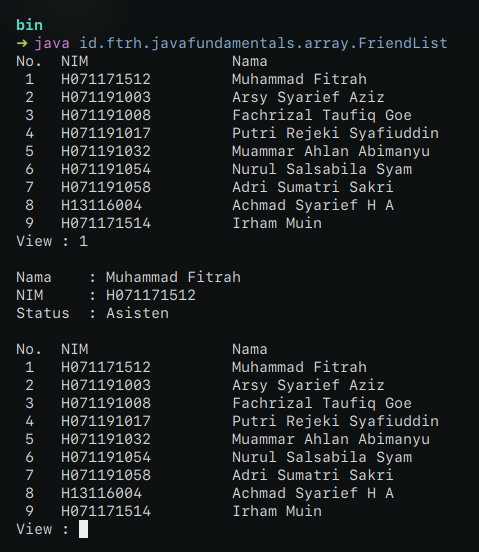 bin
➜ java id.ftrh.javafundamentals.array.FriendList
No.  NIM                Nama
 1   H071171512         Muhammad Fitrah
 2   H071191003         Arsy Syarief Aziz
 3   H071191008         Fachrizal Taufiq Goe
 4   H071191017         Putri Rejeki Syafiuddin
 5   H071191032         Muammar Ahlan Abimanyu
 6   H071191054         Nurul Salsabila Syam
 7   H071191058         Adri Sumatri Sakri
 8   H13116004          Achmad Syarief H A
 9   H071171514         Irham Muin
View : 1
Nama    : Muhammad Fitrah
NIM     : H071171512
Status  : Asisten
No.  NIM                Nama
 1   H071171512         Muhammad Fitrah
 2   H071191003         Arsy Syarief Aziz
 3   H071191008         Fachrizal Taufiq Goe
 4   H071191017         Putri Rejeki Syafiuddin
 5   H071191032         Muammar Ahlan Abimanyu
 6   H071191054         Nurul Salsabila Syam
 7   H071191058         Adri Sumatri Sakri
 8   H13116004          Achmad Syarief H A
 9   H071171514         Irham Muin
View :